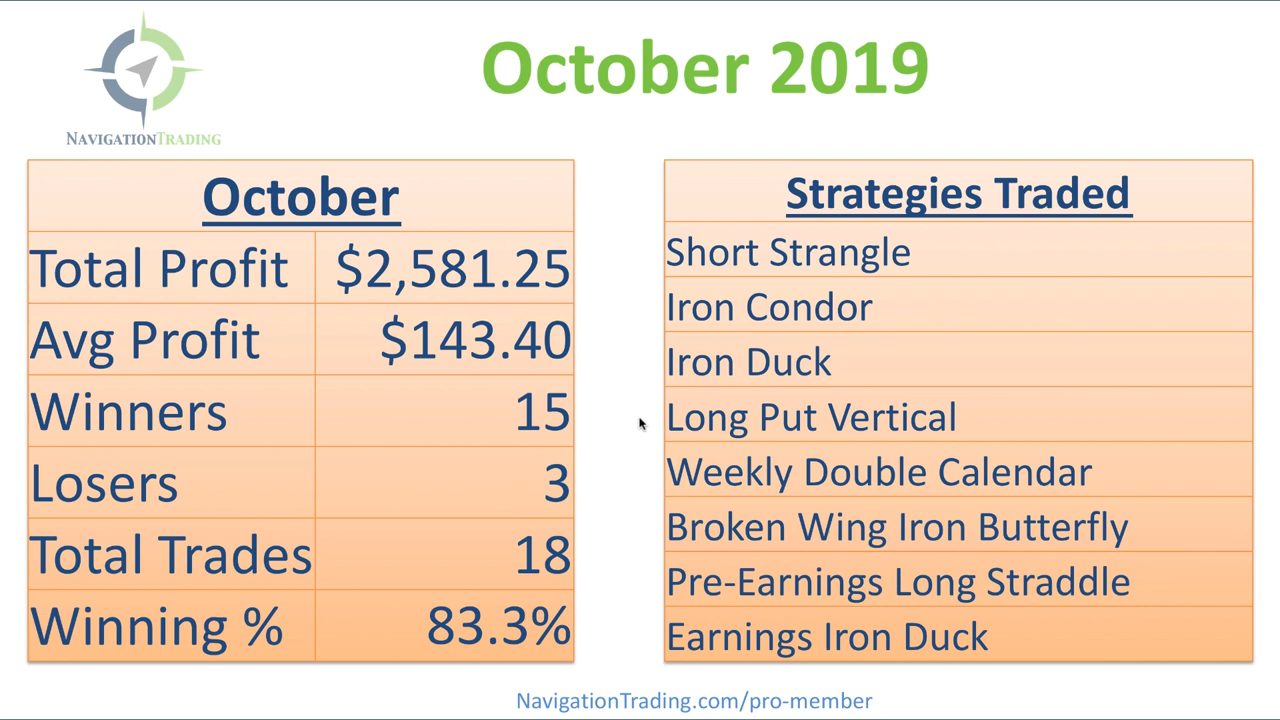 October 2019
NAVIGATIONTRADING
October
Total Profit $2,581.25
Avg Profit $143.40
Winners 15
Losers 3
Total Trades 18
Winning % 83.3%
Strategies Traded
Short Strangle
Iron Condor
Iron Duck
Long Put Vertical
Weekly Double Calendar
Broken Wing Iron Butterfly
Pre-Earnings Long Straddle
Earnings Iron Duck
NavigationTrading.com/pro-member